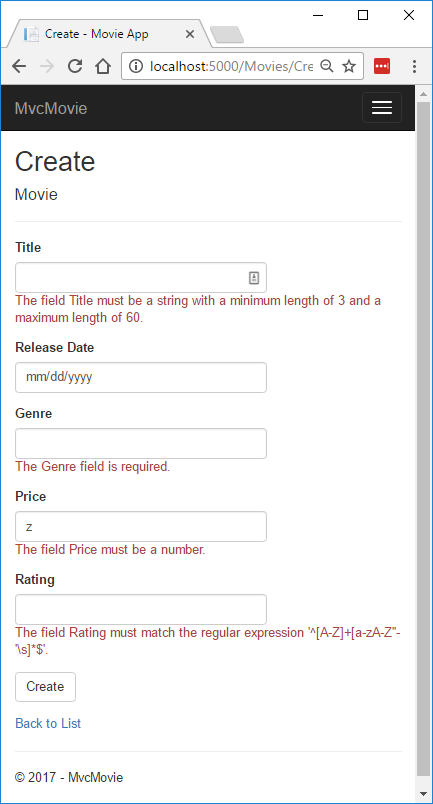 Create - Movie App
localhost:5000/Movies/Cre
MvcMovie
Create
Movie
Title
The field Title must be a string with a minimum length of 3 and a
maximum length of 60.
Release Date
mm/dd/yyyy
Genre
The Genre field is required.
Price
z
The field Price must be a number.
Rating
The field Rating must match the regular expression '^[A-Z]+[a-zA-Z"-
'\s]*$'.
Create
Back to List
© 2017 - MvcMovie